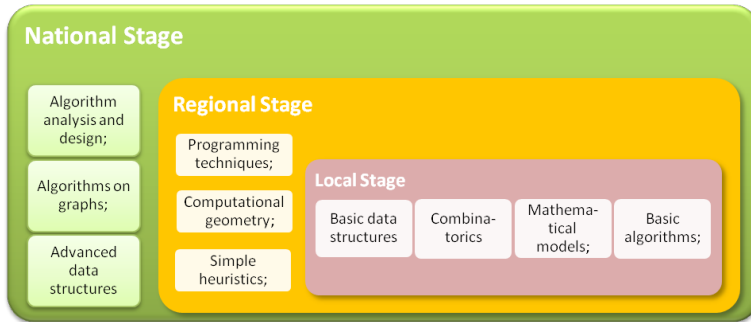 National Stage
Algorithm
analysis and
design;
Algorithms on
graphs;
Advanced
data
structures
Regional Stage
Programming
techniques;
Computational
geometry;
Simple
heuristics;
Local Stage
Basic data
structures
Combina-
torics
Mathema-
tical
models;
Basic
algorithms;